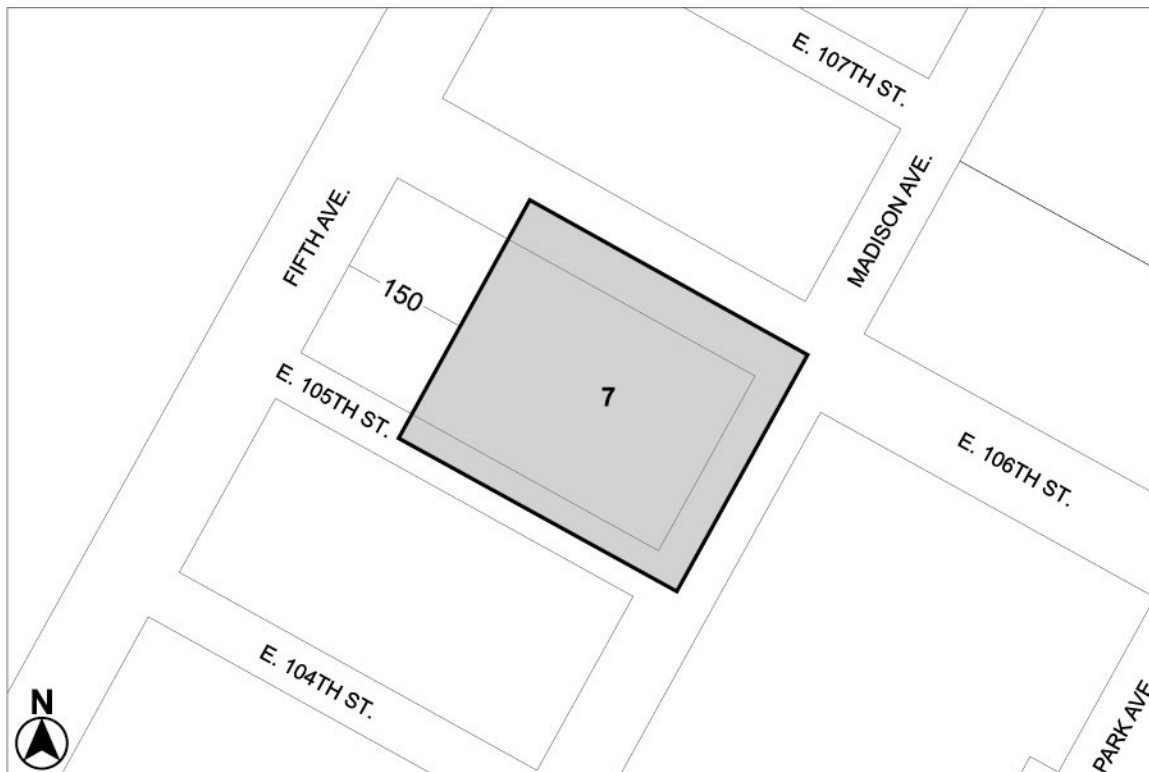 E. 107TH ST.
MADISON AVE.
FIFTH AVE.
150
7
E. 105TH ST.
E. 106TH ST.
E. 104TH ST.
N
PARK AVE